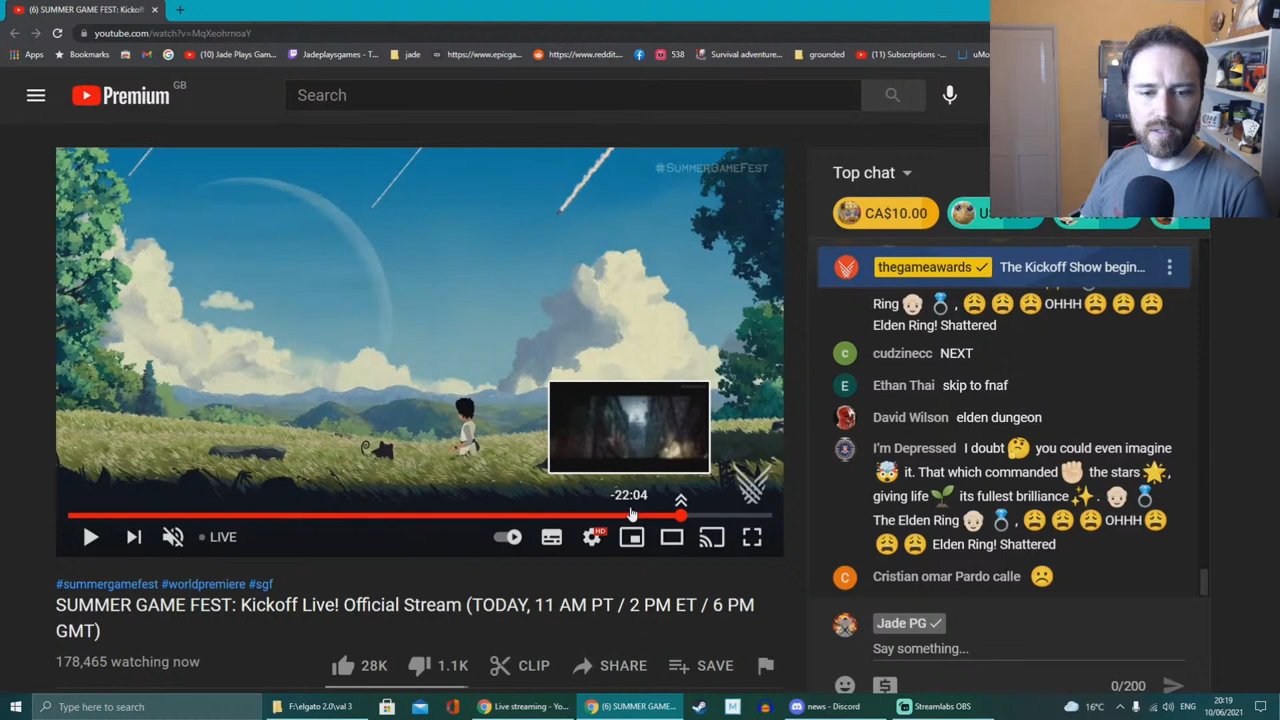 (6) SUMMER GAME FEST: Kickof
youtube.com/watch?v=MqXeohrnoaY
Apps
Bookmarks
(10) Jade Plays Gam...
Jadeplaysgames - T...
jade
https://www.epicga...
https://www.reddit....
538
Survival adventure...
grounded
(11) Subscriptions -...
uMo
Premium
GB
Search
#SUMMERGAMEFEST
-22:04
LIVE
HD
#summergamefest #worldpremiere #sgf
SUMMER GAME FEST: Kickoff Live! Official Stream (TODAY, 11 AM PT / 2 PM ET / 6 PM
GMT)
178,465 watching now
28K
1.1K
CLIP
SHARE
SAVE
Top chat
CA$10.00
thegameawards
The Kickoff Show begin...
Ring 👴🏻 💍, 😩 😩 😩 OHHH 😩 😩 😩
Elden Ring! Shattered
cudzinecc NEXT
Ethan Thai skip to fnaf
David Wilson elden dungeon
I'm Depressed I doubt 🤔 you could even imagine
🤯 it. That which commanded ✊🏻 the stars 🌟,
giving life 🌱 its fullest brilliance ✨. 👴🏻 💍
The Elden Ring 👴🏻 💍, 😩 😩 😩 OHHH 😩
😩 😩 Elden Ring! Shattered
Cristian omar Pardo calle ☹️
Jade PG
Say something...
0/200
Type here to search
F:\elgato 2.0\val 3
Live streaming - Yo...
(6) SUMMER GAME...
M
news - Discord
Streamlabs OBS
16°C
ENG
20:19
10/06/2021